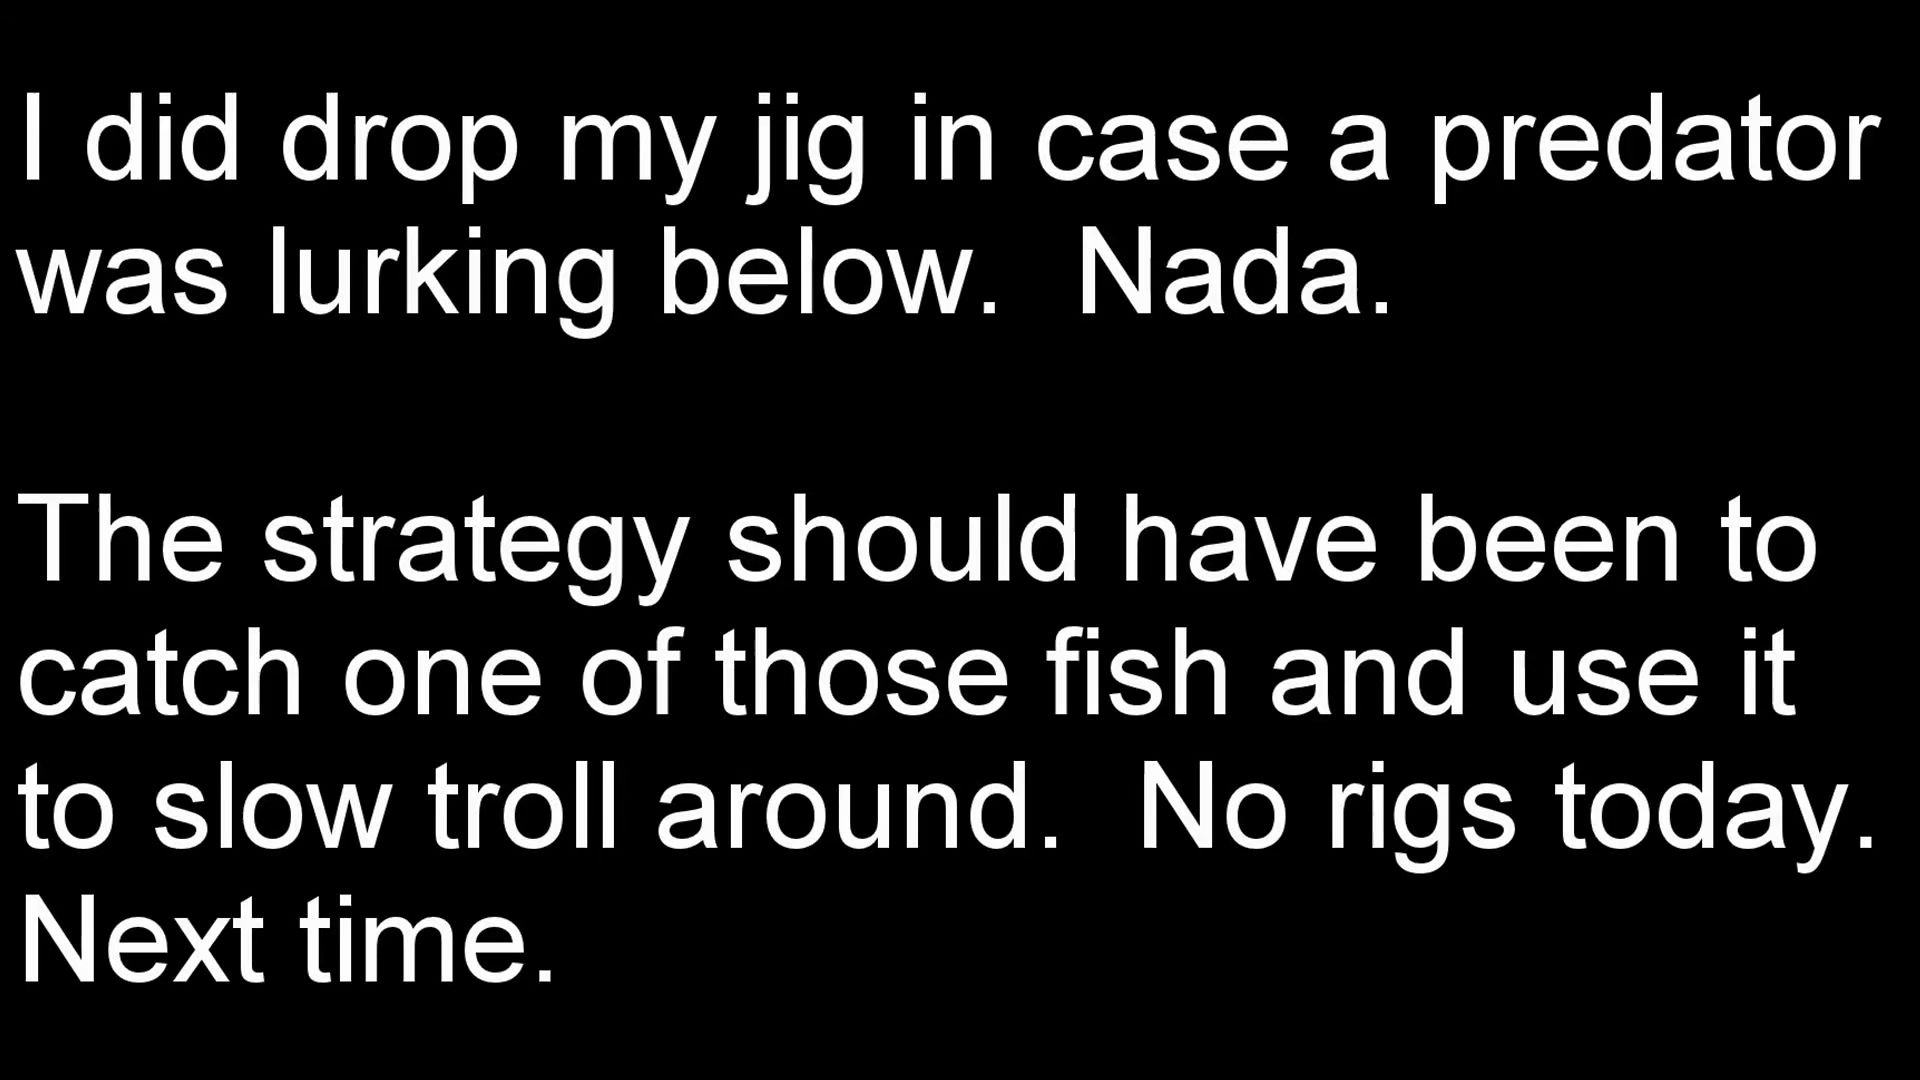 I did drop my jig in case a predator
was lurking below.  Nada.
The strategy should have been to
catch one of those fish and use it
to slow troll around.  No rigs today.
Next time.